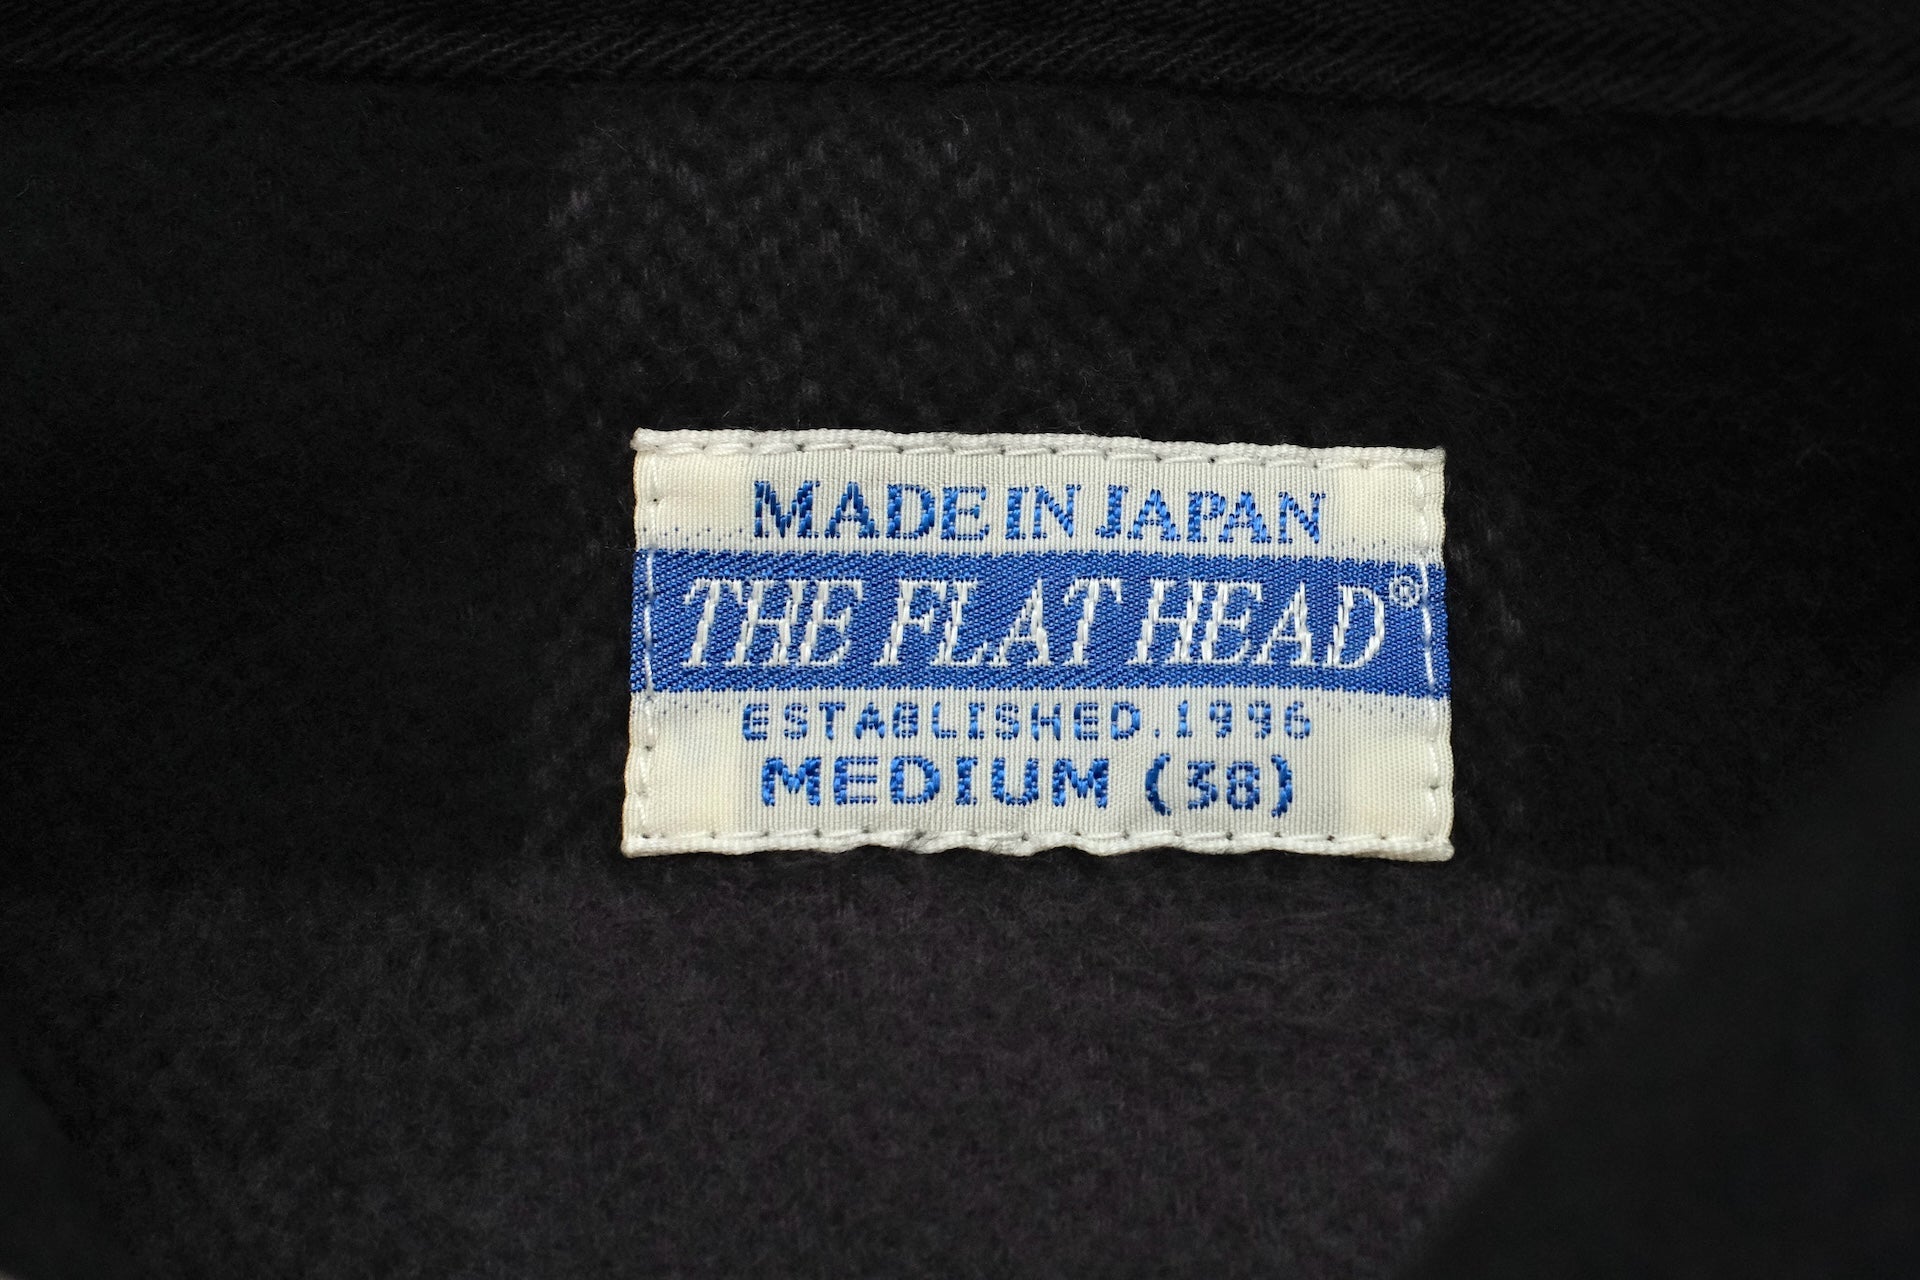 MADE IN JAPAN
THE FLAT HEAD®
ESTABLISHED.1996
MEDIUM (38)